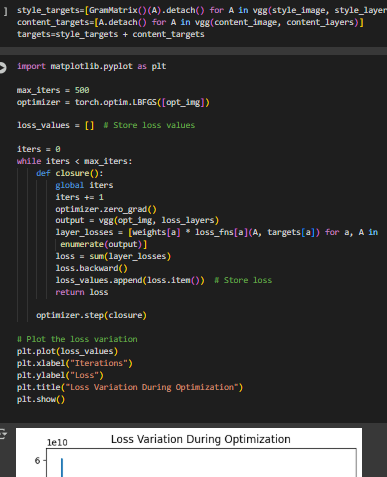 ] style_targets=[GramMatrix()(A).detach() for A in vgg(style_image, style_layer
content_targets=[A.detach() for A in vgg(content_image, content_layers)]
targets=style_targets + content_targets
import matplotlib.pyplot as plt
max_iters = 500
optimizer = torch.optim.LBFGS([opt_img])
loss_values = []  # Store loss values
iters = 0
while iters < max_iters:
    def closure():
        global iters
        iters += 1
        optimizer.zero_grad()
        output = vgg(opt_img, loss_layers)
        layer_losses = [weights[a] * loss_fns[a](A, targets[a]) for a, A in
        enumerate(output)]
        loss = sum(layer_losses)
        loss.backward()
        loss_values.append(loss.item())  # Store loss
        return loss
    optimizer.step(closure)
# Plot the loss variation
plt.plot(loss_values)
plt.xlabel("Iterations")
plt.ylabel("Loss")
plt.title("Loss Variation During Optimization")
plt.show()
1e10
Loss Variation During Optimization
6